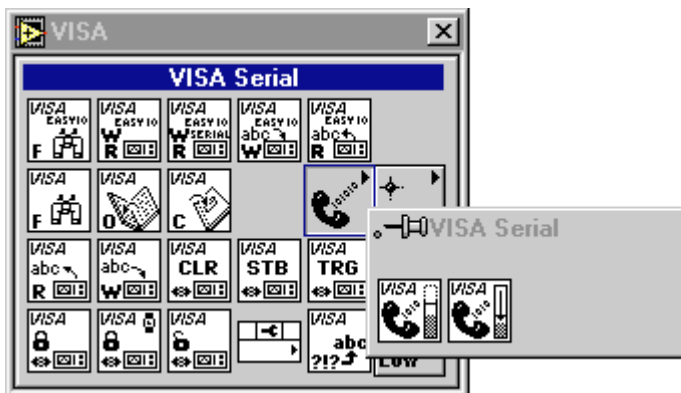 VISA
VISA Serial
VISA VISA VISA VISA VISA
EASY IO EASY IO EASY IO EASY IO EASY IO
W W SERIAL abc abc
F R R W R
VISA VISA VISA
F O C
VISA Serial
VISA VISA VISA VISA VISA
abc abc CLR STB TRG
R W
VISA VISA
VISA VISA VISA VISA
abc
?!?
LOW